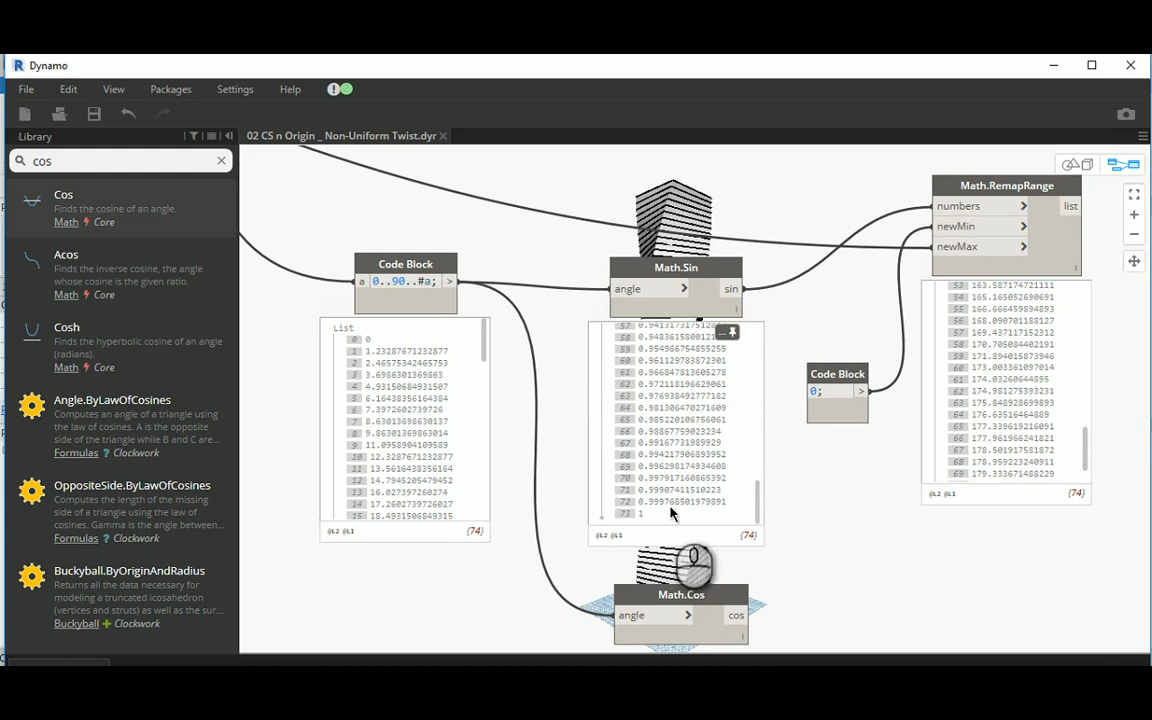 Dynamo
File Edit View Packages Settings Help
Library
02 CS n Origin _ Non-Uniform Twist.dyn
cos
Cos
Finds the cosine of an angle.
Math Core
Acos
Finds the inverse cosine, the angle
whose cosine is the given ratio.
Math Core
Cosh
Finds the hyperbolic cosine of an angle
(radians).
Math Core
Angle.ByLawOfCosines
Computes an angle of a triangle using
the law of cosines. A is the opposite
side of the triangle while B and C are...
Formulas ? Clockwork
OppositeSide.ByLawOfCosines
Computes the length of the missing
side of a triangle using the law of
cosines. Gamma is the angle between...
Formulas ? Clockwork
Buckyball.ByOriginAndRadius
Returns all the data necessary for
modeling a truncated icosahedron
(vertices and struts) as well as the sur...
Buckyball Clockwork
Code Block
a 0..90..#a; >
List
0 0
1 1.23287671232877
2 2.46575342465753
3 3.6986301369863
4 4.93150684931507
5 6.16438356164384
6 7.3972602739726
7 8.63013698630137
8 9.86301369863014
9 11.0958904109589
10 12.3287671232877
11 13.5616438356164
12 14.7945205479452
13 16.027397260274
14 17.2602739726027
15 18.4931506849315
@L2 @L1 {74}
Math.Sin
angle > sin
58 0.9483615800121
59 0.954966754855255
60 0.961129783872301
61 0.966847813605278
62 0.972118196629061
63 0.976938492777182
64 0.981306470271609
65 0.985220106756061
66 0.98867759023234
67 0.99167731989929
68 0.994217906893952
69 0.996298174934608
70 0.997917160865392
71 0.99907411510223
72 0.999768501979891
73 1
@L2 @L1 {74}
Math.Cos
angle > cos
Code Block
0; >
Math.RemapRange
numbers > list
newMin >
newMax >
53 163.587174721111
54 165.165052690691
55 166.666459894893
56 168.090701188127
57 169.437117152312
58 170.705084402191
59 171.894015873946
60 173.003361097014
61 174.03260644895
62 174.981275393231
63 175.848928699893
64 176.63516464889
65 177.339619216091
66 177.961966241821
67 178.501917581872
68 178.959223240911
69 179.333671488229
@L2 @L1 {74}